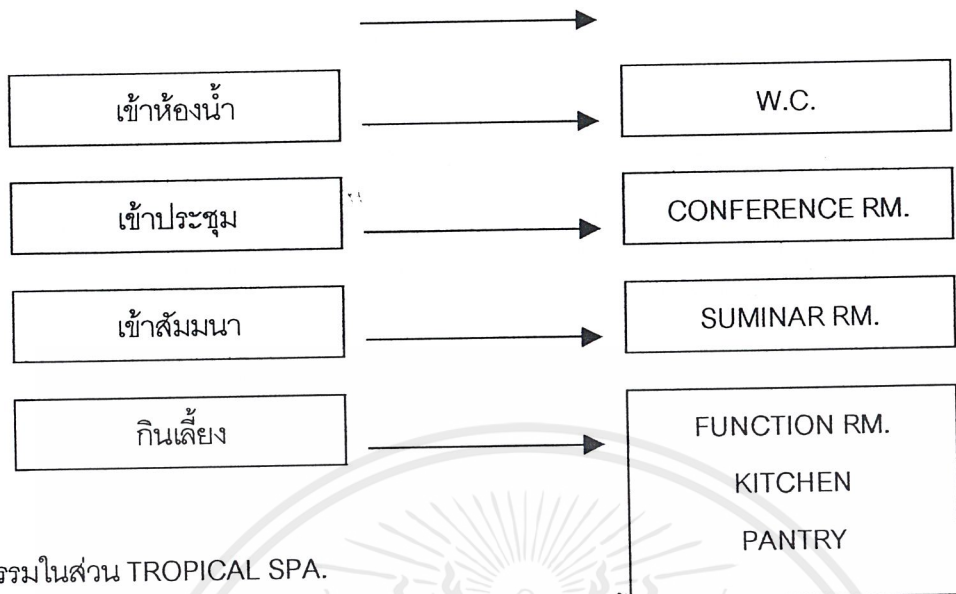 เข้าห้องน้ำ
W.C.
เข้าประชุม
CONFERENCE RM.
เข้าสัมมนา
SUMINAR RM.
กินเลี้ยง
FUNCTION RM.
KITCHEN
PANTRY
รรมในส่วน TROPICAL SPA.